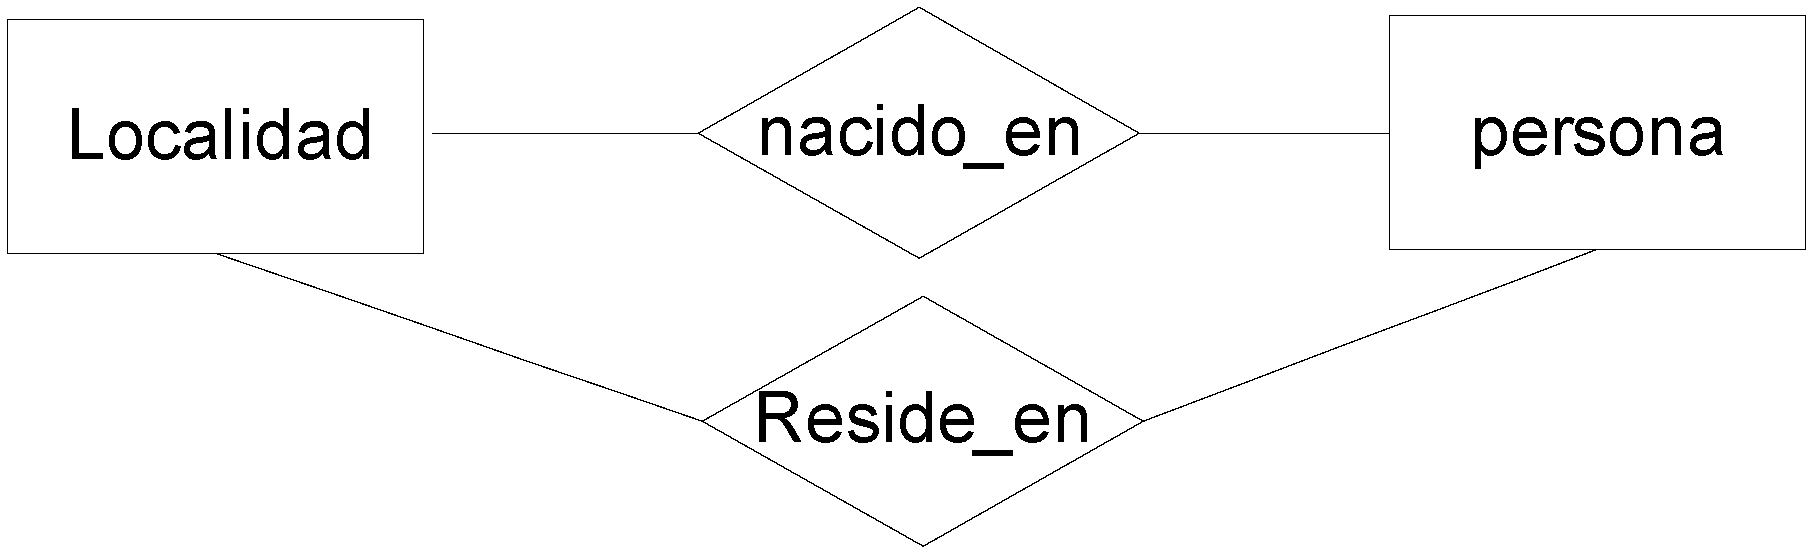 Localidad
nacido_en
persona
Reside_en